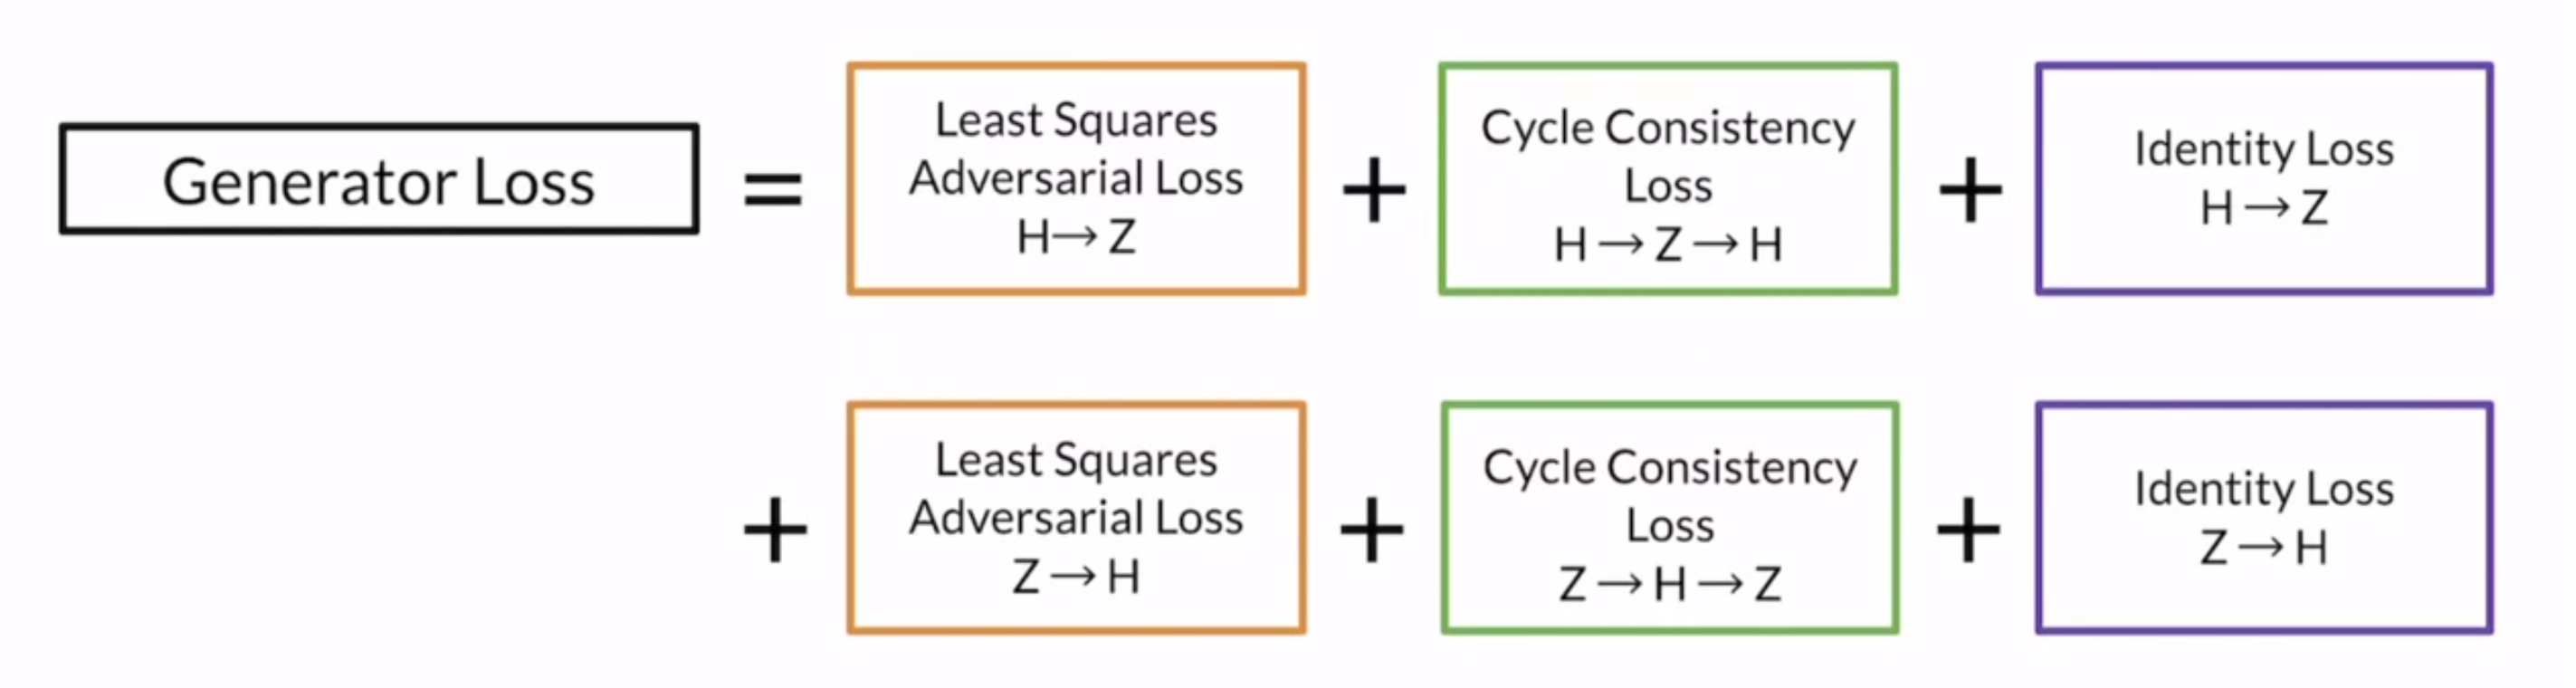 Generator Loss
=
Least Squares
Adversarial Loss
H→ Z
+
Cycle Consistency
Loss
H → Z → H
+
Identity Loss
H → Z
+
Least Squares
Adversarial Loss
Z → H
+
Cycle Consistency
Loss
Z → H → Z
+
Identity Loss
Z → H